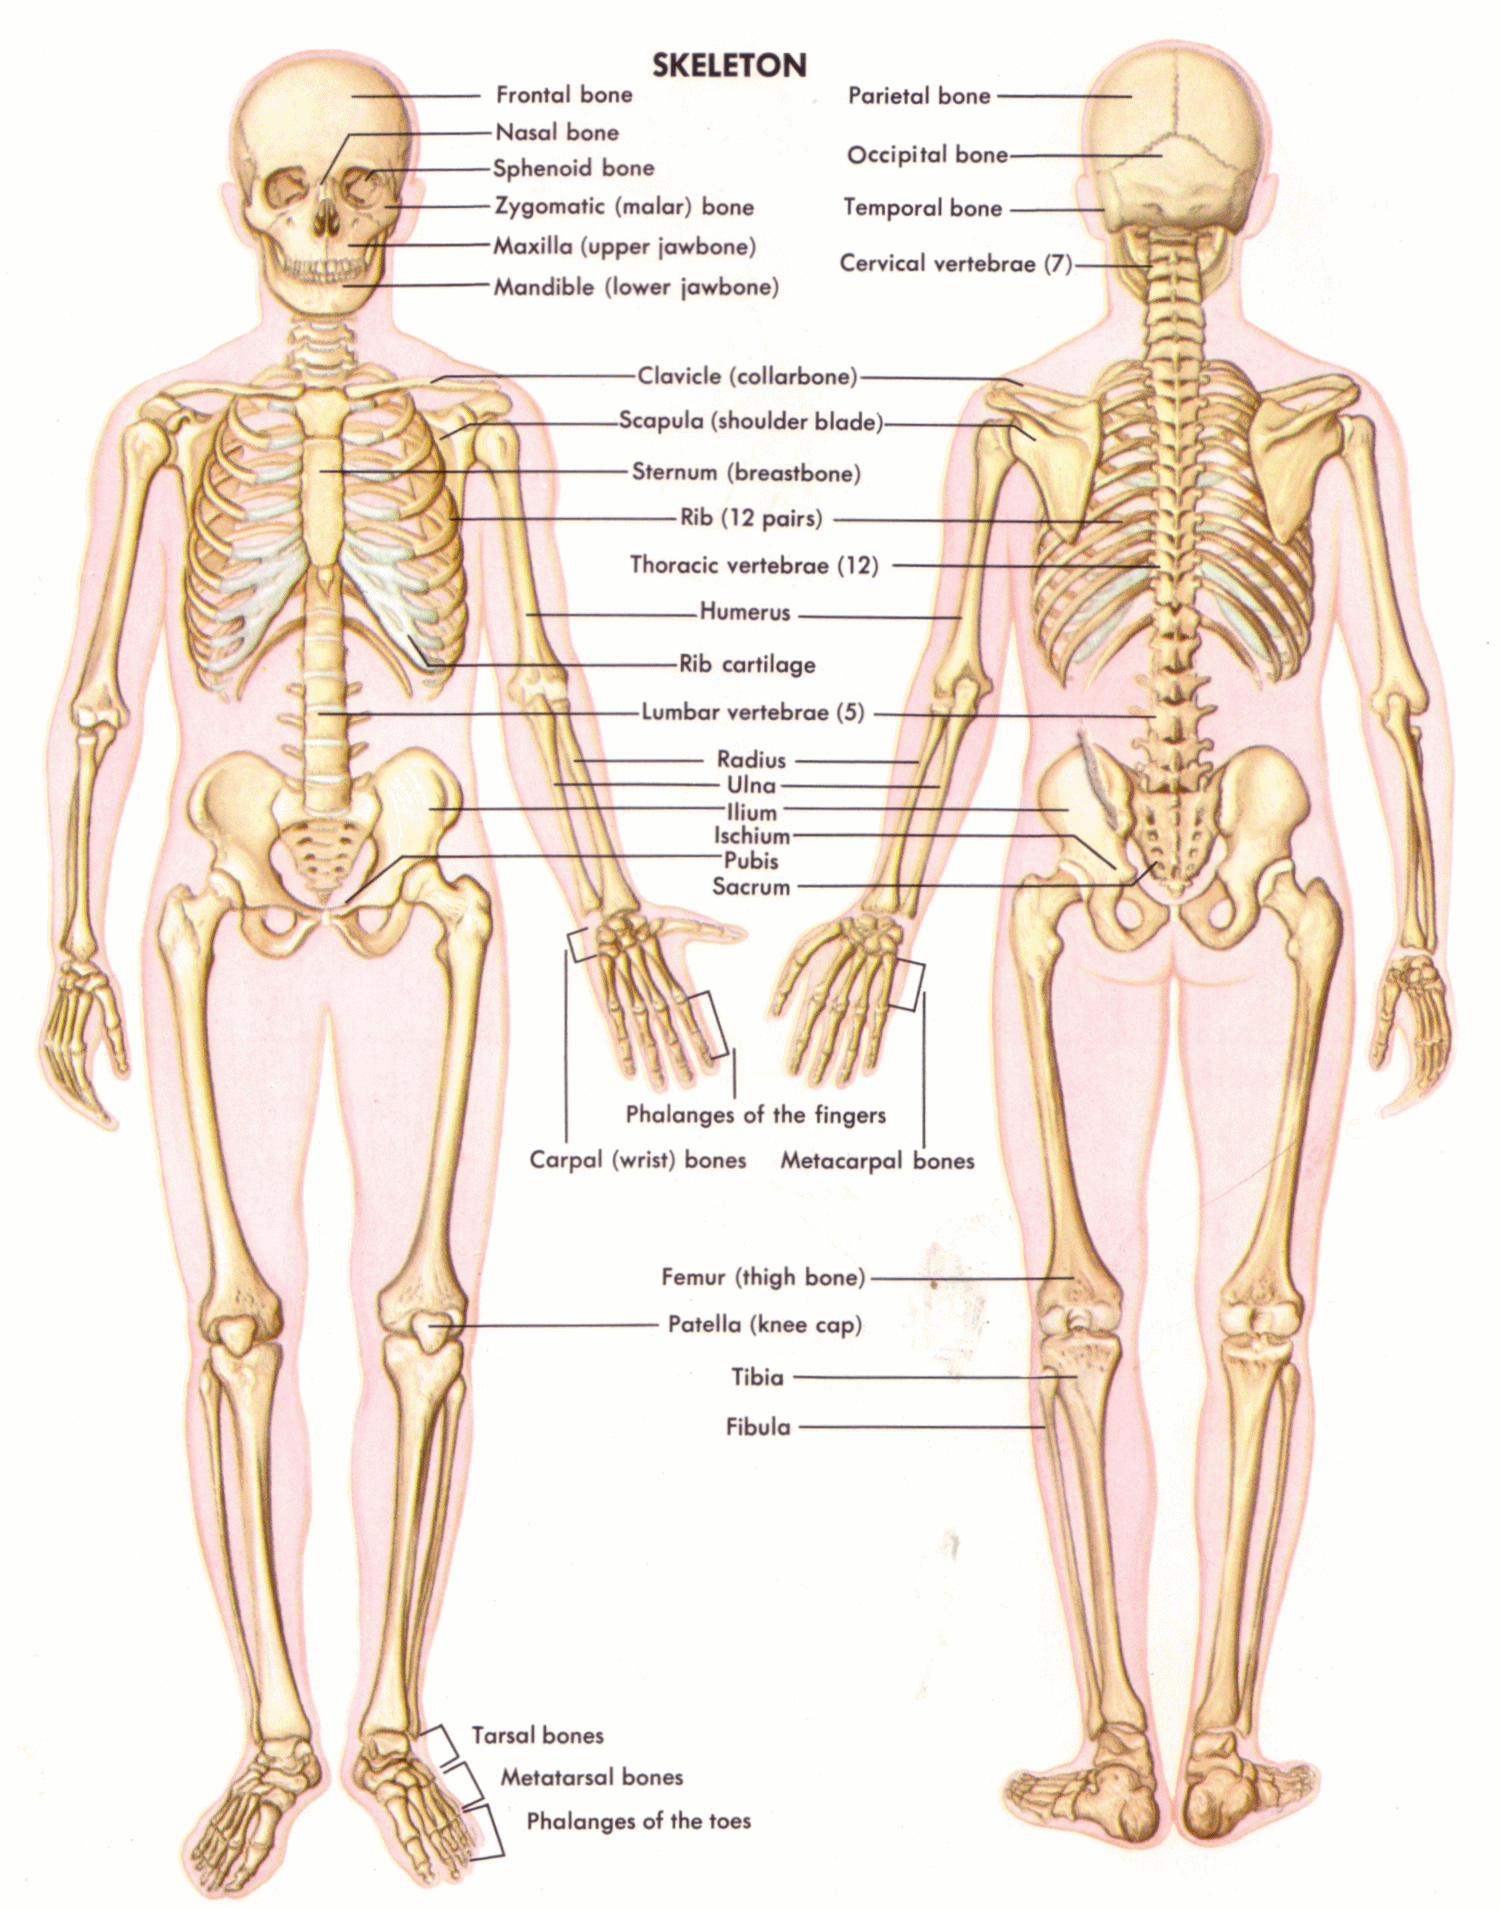 SKELETON
Frontal bone
Nasal bone
Sphenoid bone
Zygomatic (malar) bone
Maxilla (upper jawbone)
Mandible (lower jawbone)
Parietal bone
Occipital bone
Temporal bone
Cervical vertebrae (7)
Clavicle (collarbone)
Scapula (shoulder blade)
Sternum (breastbone)
Rib (12 pairs)
Thoracic vertebrae (12)
Humerus
Rib cartilage
Lumbar vertebrae (5)
Radius
Ulna
Ilium
Ischium
Pubis
Sacrum
Phalanges of the fingers
Carpal (wrist) bones
Metacarpal bones
Femur (thigh bone)
Patella (knee cap)
Tibia
Fibula
Tarsal bones
Metatarsal bones
Phalanges of the toes